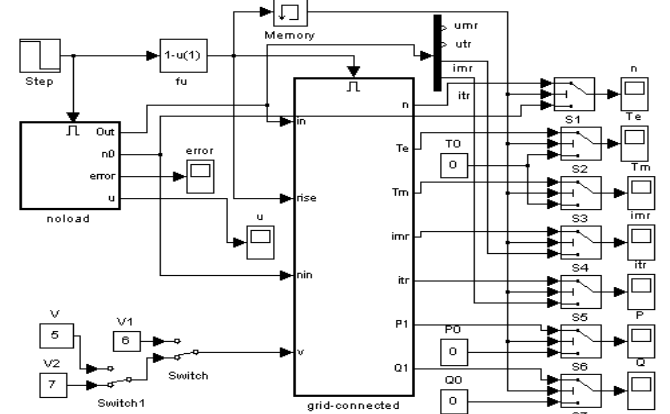 Memory
Step
1-u(1)
fu
umr
utr
imr
itr
n
S1
Te
Out
n0
error
u
noload
error
u
in
rise
nin
v
n
Te
Tm
imr
itr
P1
Q1
grid-connected
T0
0
S2
Tm
S3
imr
S4
itr
S5
P
P0
0
S6
Q
Q0
0
V
5
V1
6
V2
7
Switch
Switch1